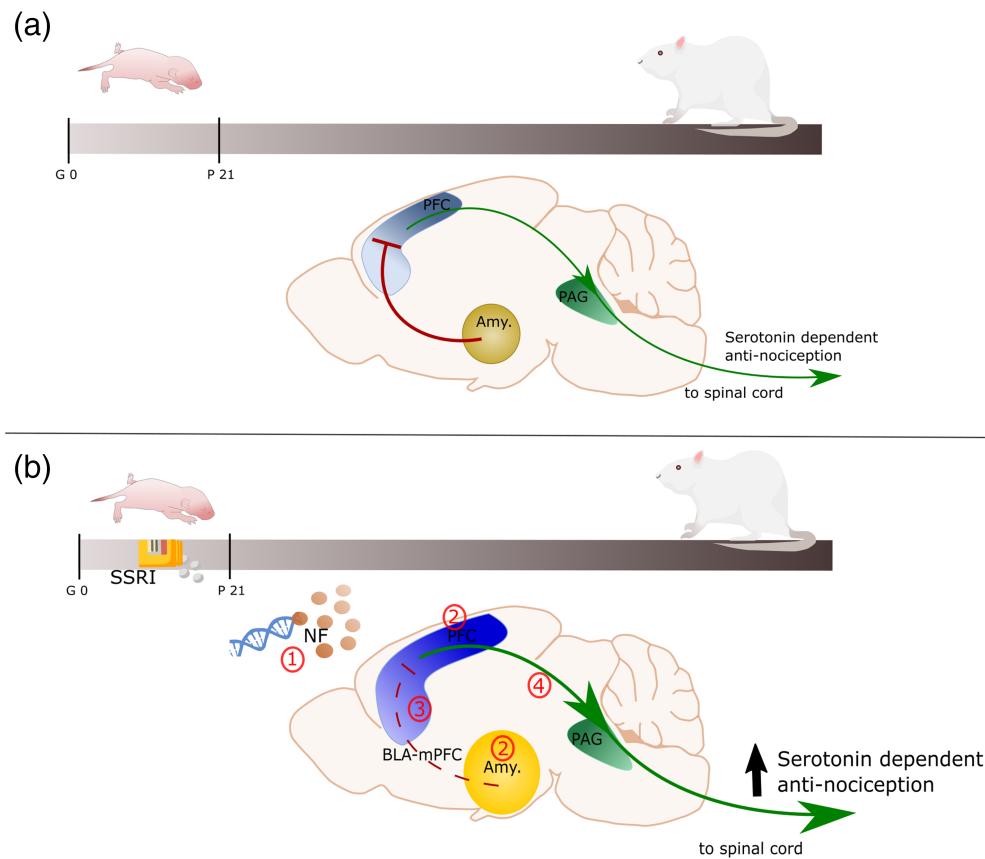 (a)
G 0
P 21
PFC
PAG
Amy.
Serotonin dependent
anti-nociception
to spinal cord
(b)
SSRI
G 0
P 21
NF
①
②
PFC
④
③
PAG
BLA-mPFC
②
Amy.
Serotonin dependent
anti-nociception
to spinal cord